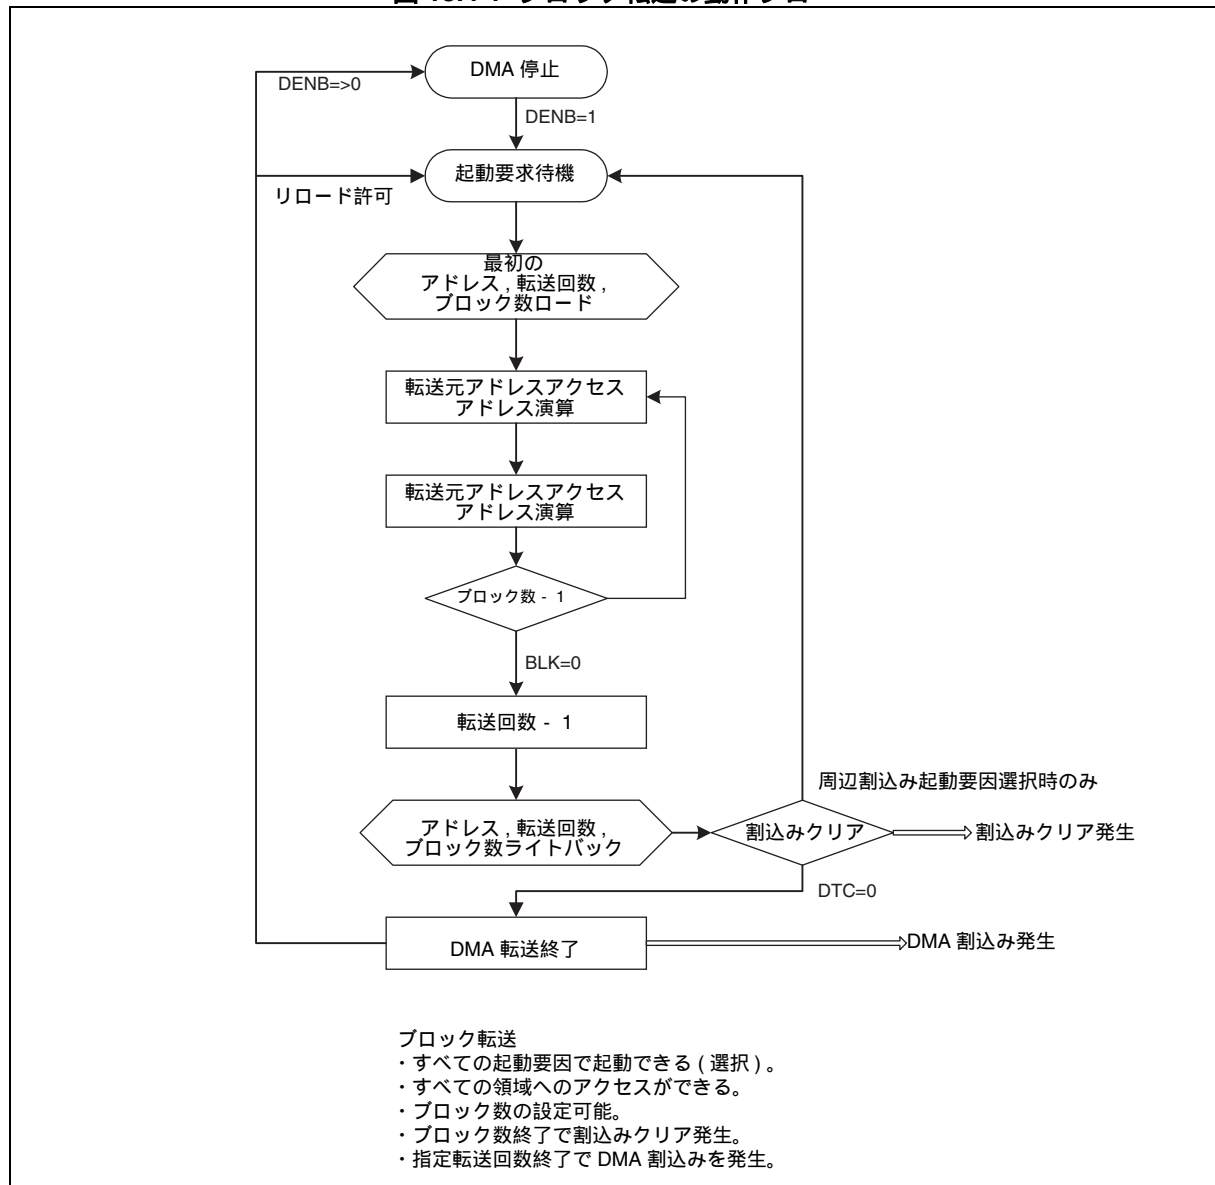 DMA 停止
DENB=>0
DENB=1
起動要求待機
リロード許可
最初の
アドレス , 転送回数 ,
ブロック数ロード
転送元アドレスアクセス
アドレス演算
転送元アドレスアクセス
アドレス演算
ブロック数 - 1
BLK=0
転送回数 - 1
周辺割込み起動要因選択時のみ
アドレス , 転送回数 ,
ブロック数ライトバック
割込みクリア
割込みクリア発生
DTC=0
DMA 転送終了
DMA 割込み発生
ブロック転送
・すべての起動要因で起動できる ( 選択 ) 。
・すべての領域へのアクセスができる。
・ブロック数の設定可能。
・ブロック数終了で割込みクリア発生。
・指定転送回数終了で DMA 割込みを発生。